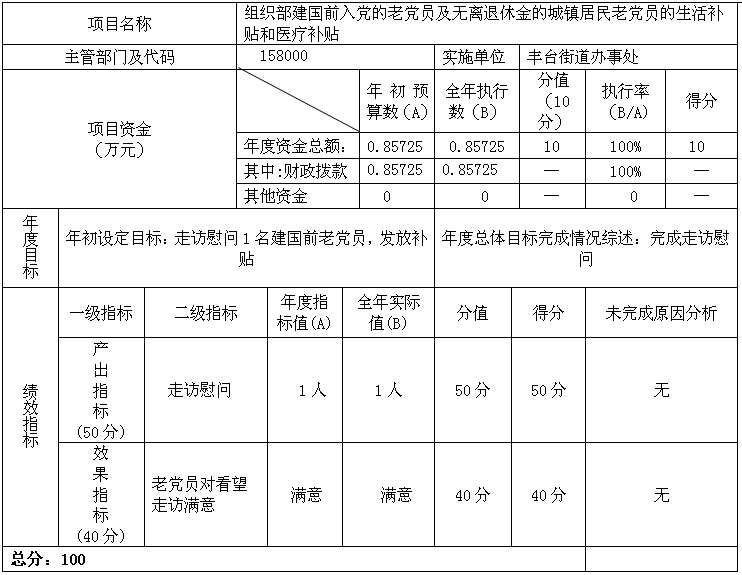 项目名称
组织部建国前入党的老党员及无离退休金的城镇居民老党员的生活补
贴和医疗补贴
主管部门及代码
158000
实施单位
丰台街道办事处
项目资金
（万元）
年初预
算数（A）
全年执行
数（B）
分值
（10
分）
执行率
（B/A）
得分
年度资金总额：
0.85725
0.85725
10
100%
10
其中:财政拨款
0.85725
0.85725
—
100%
—
其他资金
0
0
—
0
—
年度目标
年初设定目标：走访慰问1名建国前老党员，发放补
贴
年度总体目标完成情况综述：完成走访慰
问
绩效指标
一级指标
二级指标
年度指
标值(A)
全年实际
值(B)
分值
得分
未完成原因分析
产
出
指
标
(50分)
走访慰问
1人
1人
50分
50分
无
效
果
指
标
(40分)
老党员对看望
走访满意
满意
满意
40分
40分
无
总分：100